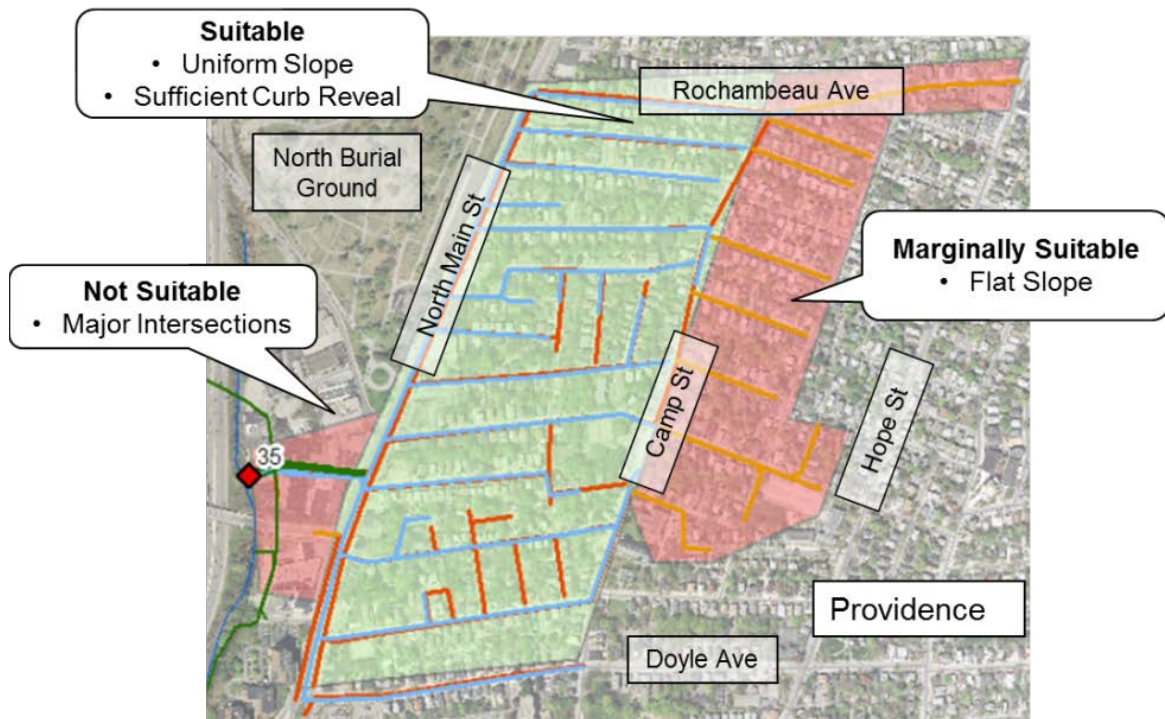 Suitable
• Uniform Slope
• Sufficient Curb Reveal
Rochambeau Ave
North Burial
Ground
North Main St
Marginally Suitable
• Flat Slope
Not Suitable
• Major Intersections
Camp St
Hope St
35
Providence
Doyle Ave